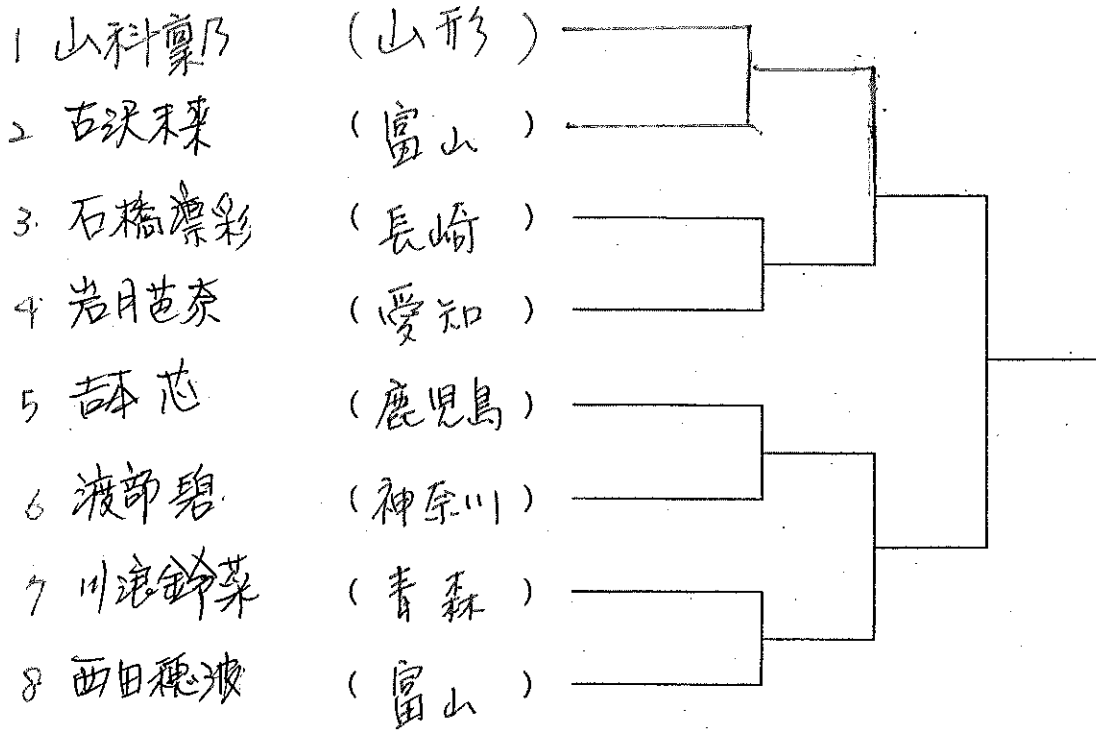 1 山科稟乃 (山形)
2 古沢未来 (富山)
3. 石橋凛彩 (長崎)
4 岩月芭奈 (愛知)
5 吉本 芯 (鹿児島)
6 渡部 碧 (神奈川)
7 川浪鈴菜 (青森)
8 西田穂波 (富山)